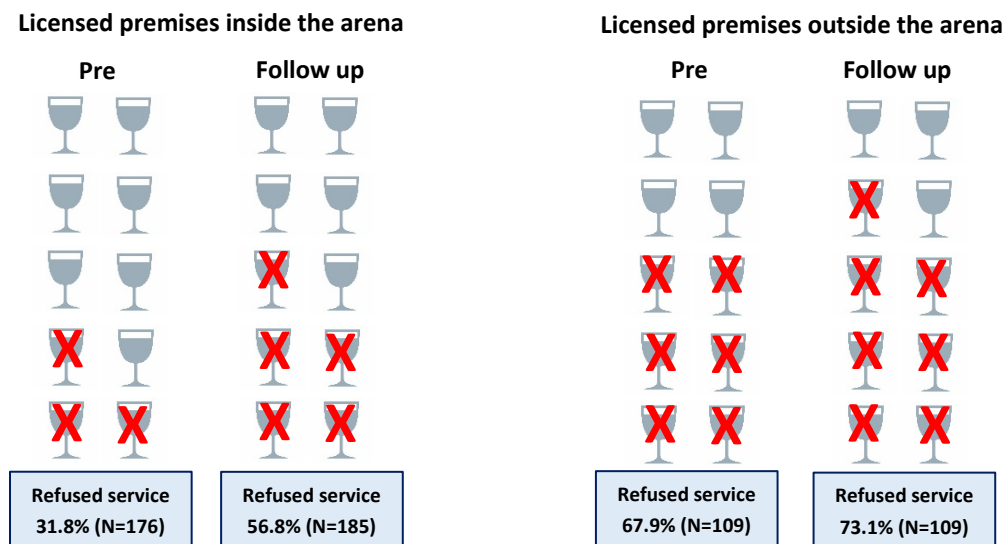 Licensed premises inside the arena
Licensed premises outside the arena
Pre
Follow up
Pre
Follow up
Refused service
31.8% (N=176)
Refused service
56.8% (N=185)
Refused service
67.9% (N=109)
Refused service
73.1% (N=109)